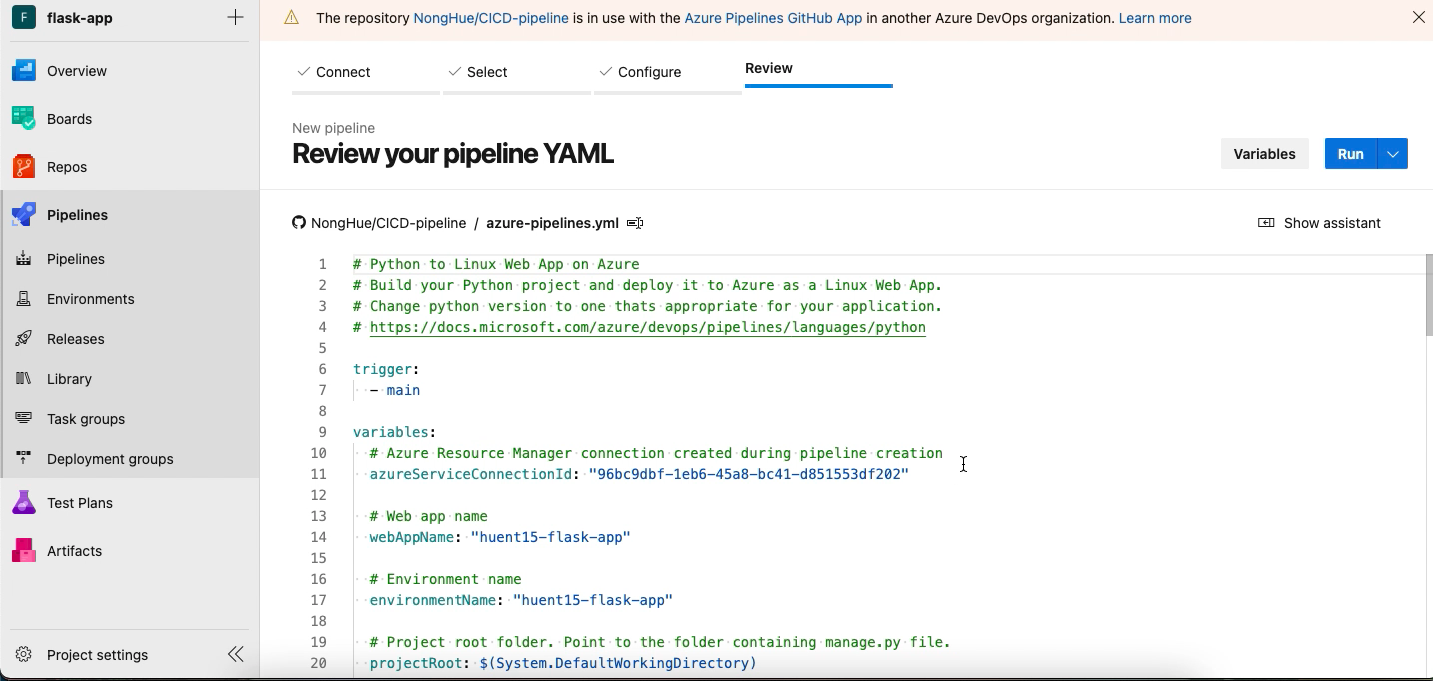 F flask-app
Overview
Boards
Repos
Pipelines
Pipelines
Environments
Releases
Library
Task groups
Deployment groups
Test Plans
Artifacts
Project settings
The repository NongHue/CICD-pipeline is in use with the Azure Pipelines GitHub App in another Azure DevOps organization. Learn more
Connect Select Configure Review
New pipeline
Review your pipeline YAML
Variables Run
NongHue/CICD-pipeline / azure-pipelines.yml Show assistant
1 # Python to Linux Web App on Azure
2 # Build your Python project and deploy it to Azure as a Linux Web App.
3 # Change python version to one thats appropriate for your application.
4 # https://docs.microsoft.com/azure/devops/pipelines/languages/python
5
6 trigger:
7 - main
8
9 variables:
10 # Azure Resource Manager connection created during pipeline creation
11 azureServiceConnectionId: "96bc9dbf-1eb6-45a8-bc41-d851553df202"
12
13 # Web app name
14 webAppName: "huent15-flask-app"
15
16 # Environment name
17 environmentName: "huent15-flask-app"
18
19 # Project root folder. Point to the folder containing manage.py file.
20 projectRoot: $(System.DefaultWorkingDirectory)